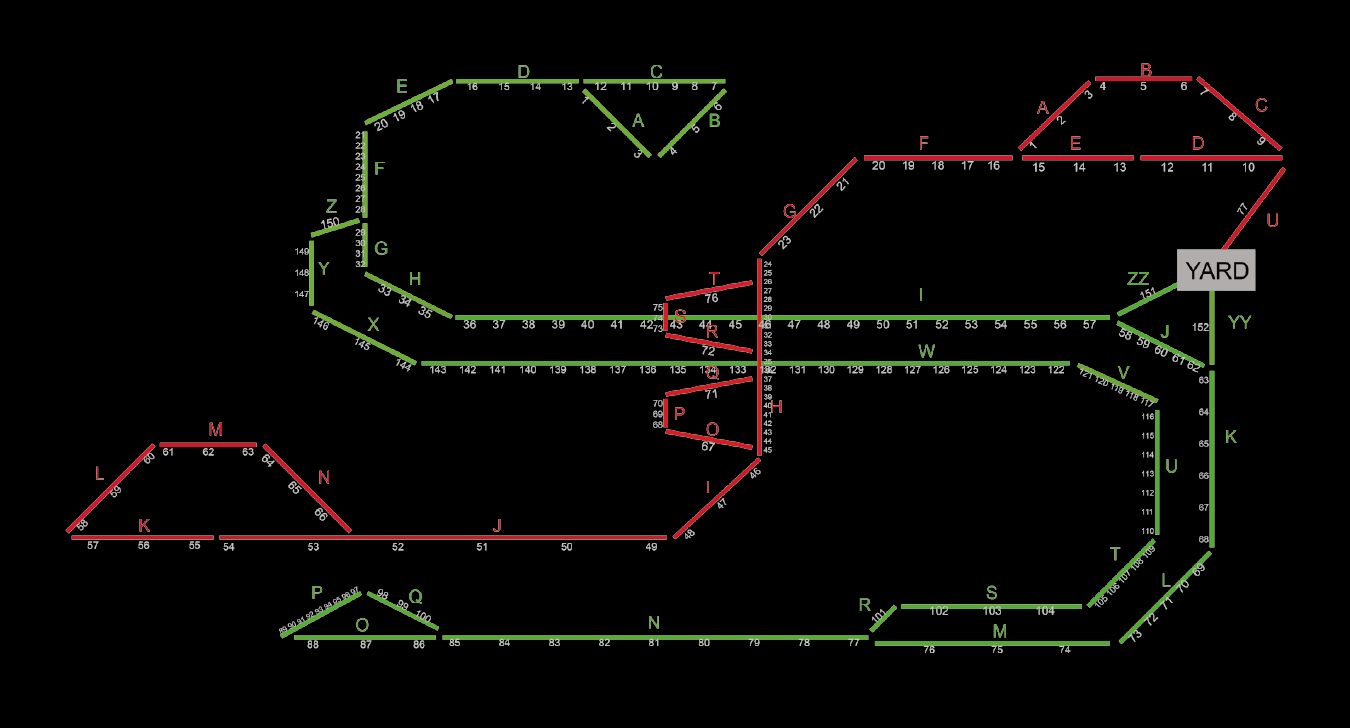 B
4 5 6
E D C
17 18 19 20
16 15 14 13
12 11 10 9 8 7
A
1 2 3
B
4 5 6
A
1 2 3
C
7 8 9
F
20 19 18 17 16
E
15 14 13
D
12 11 10
F
21 22 23 24 25 26 27 28
G
21 22 23
U
77
YARD
Z
150
Y
149 148 147
G
29 30 31 32
H
33 34 35
I
36 37 38 39 40 41 42 43 44 45 46 47 48 49 50 51 52 53 54 55 56 57
ZZ
151
J
58 59 60 61 62
YY
152
T
76
S
75 73
R
72
24 25 26 27 28 29 30 32 33 34 35 37 38 39 40 41 42 43 44 45
H
X
146 145 144
W
143 142 141 140 139 138 137 136 135 134 133 132 131 130 129 128 127 126 125 124 123 122
V
121 120 119 118 117
Q
71
P
70 69 68
O
67
K
63 64 65 66 67 68
U
116 115 114 113 112 111 110
M
61 62 63
L
60 59 58
N
64 65 66
I
46 47 48
K
57 56 55
J
54 53 52 51 50 49
T
109 108 107 106 105
L
69 70 71 72 73
P
89 90 91 92 93 94 95 96 97
Q
98 99 100
O
88 87 86
N
85 84 83 82 81 80 79 78 77
R
101
S
102 103 104
M
76 75 74